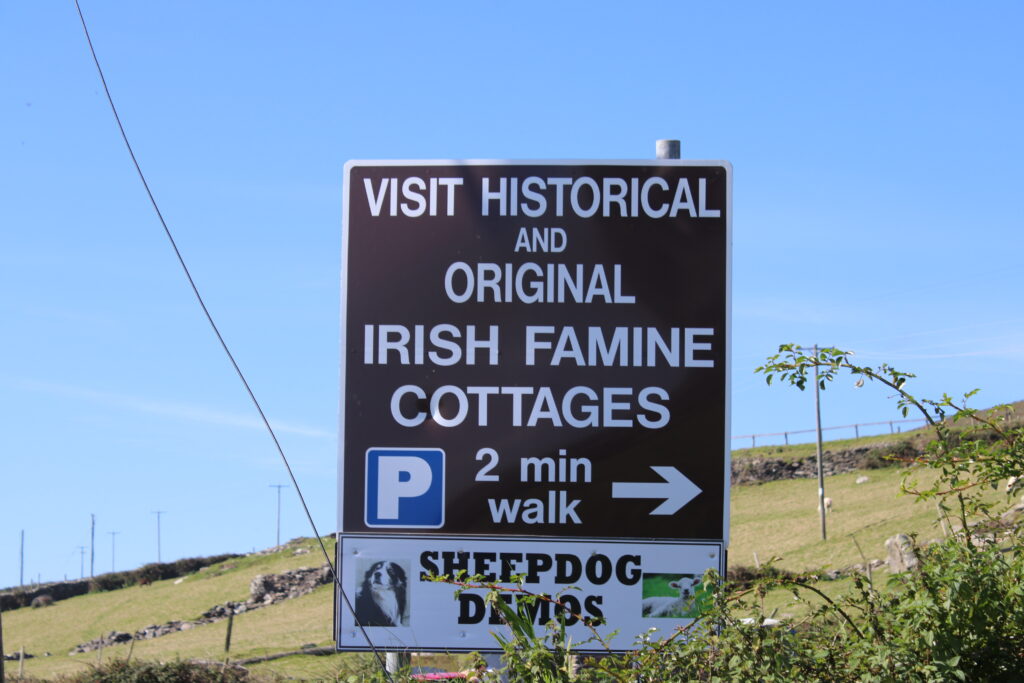 VISIT HISTORICAL
AND
ORIGINAL
IRISH FAMINE
COTTAGES
P
2 min
walk
SHEEPDOG
DEMOS